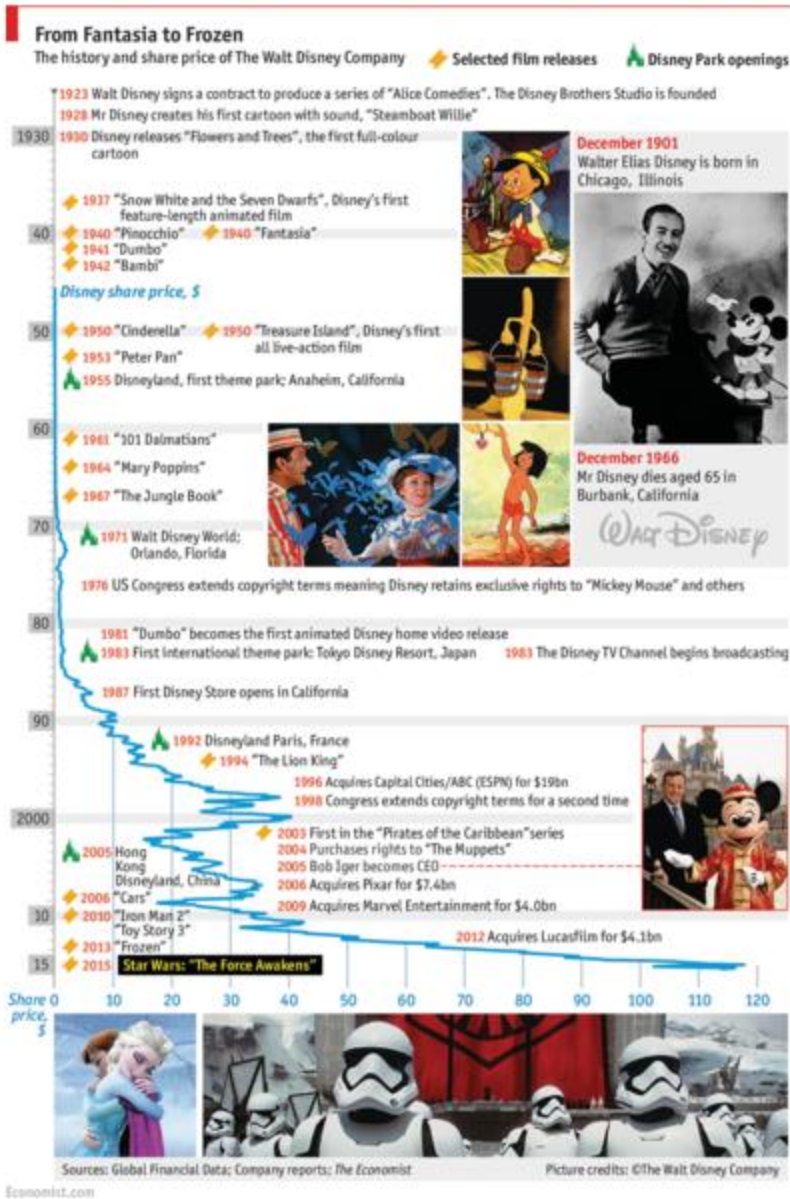 From Fantasia to Frozen
The history and share price of The Walt Disney Company
Selected film releases
Disney Park openings
1923 Walt Disney signs a contract to produce a series of "Alice Comedies". The Disney Brothers Studio is founded
1928 Mr Disney creates his first cartoon with sound, "Steamboat Willie"
1930
1930 Disney releases "Flowers and Trees", the first full-colour
cartoon
December 1901
Walter Elias Disney is born in
Chicago, Illinois
1937 "Snow White and the Seven Dwarfs", Disney's first
feature-length animated film
40
1940 "Pinocchio"
1940 "Fantasia"
1941 "Dumbo"
1942 "Bambi"
Disney share price, $
50
1950 "Cinderella"
1950 "Treasure Island", Disney's first
all live-action film
1953 "Peter Pan"
1955 Disneyland, first theme park; Anaheim, California
60
1961 "101 Dalmatians"
1964 "Mary Poppins"
1967 "The Jungle Book"
December 1966
Mr Disney dies aged 65 in
Burbank, California
WALT DISNEY
70
1971 Walt Disney World;
Orlando, Florida
1976 US Congress extends copyright terms meaning Disney retains exclusive rights to "Mickey Mouse" and others
80
1981 "Dumbo" becomes the first animated Disney home video release
1983 First international theme park: Tokyo Disney Resort, Japan
1983 The Disney TV Channel begins broadcasting
1987 First Disney Store opens in California
90
1992 Disneyland Paris, France
1994 "The Lion King"
1996 Acquires Capital Cities/ABC (ESPN) for $19bn
1998 Congress extends copyright terms for a second time
2000
2003 First in the "Pirates of the Caribbean" series
2004 Purchases rights to "The Muppets"
2005 Hong
Kong
Disneyland, China
2005 Bob Iger becomes CEO
2006 Acquires Pixar for $7.4bn
2006 "Cars"
2009 Acquires Marvel Entertainment for $4.0bn
10
2010 "Iron Man 2"
"Toy Story 3"
2012 Acquires Lucasfilm for $4.1bn
2013 "Frozen"
15
2015 Star Wars: "The Force Awakens"
Share price, $
0 10 20 30 40 50 60 70 80 90 100 110 120
Sources: Global Financial Data; Company reports; The Economist
Picture credits: ©The Walt Disney Company
Economist.com